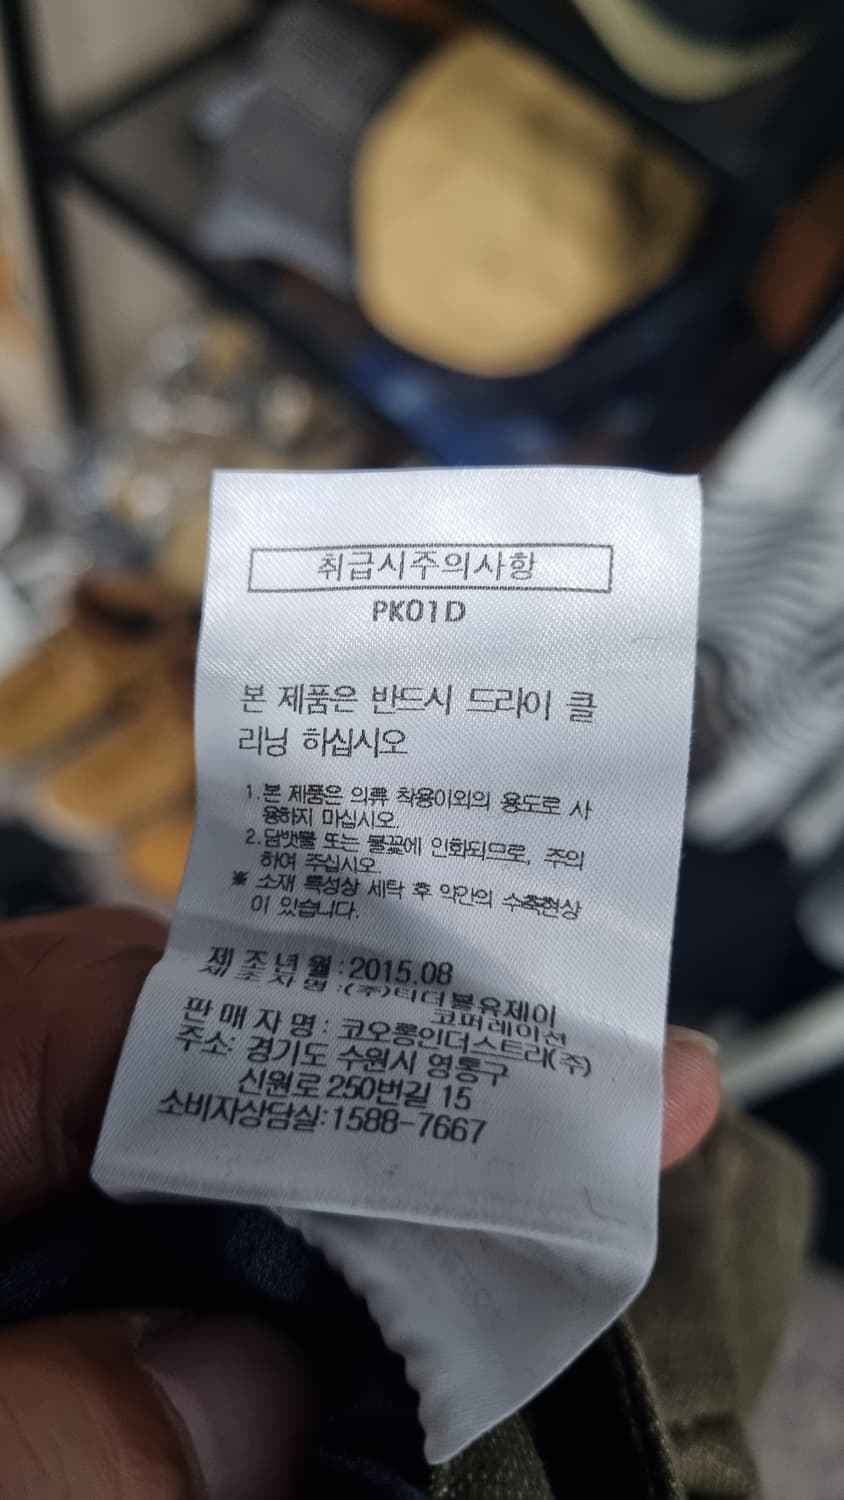 취급시주의사항
PK01D
본 제품은 반드시 드라이 클
리닝 하십시오
1.본 제품은 의류 착용이외의 용도로 사
용하지 마십시오.
2.담뱃불 또는 불꽃에 인화되므로, 주의
하여 주십시오.
※ 소재 특성상 세탁 후 약간의 수축현상
이 있습니다.
제 조 년 월 : 2015.08
제 조 자 명 : (주)티더블유제이
코퍼레이션
판 매 자 명 : 코오롱인더스트리(주)
주소: 경기도 수원시 영통구
신원로250번길 15
소비자상담실:1588-7667